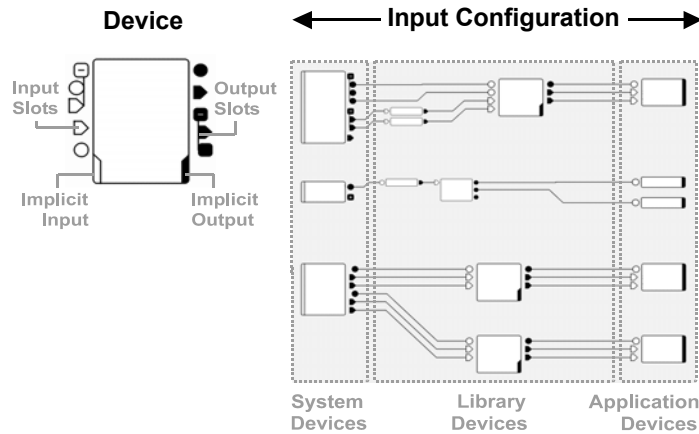 Device
Input Configuration
Input
Slots
Output
Slots
Implicit
Input
Implicit
Output
System
Devices
Library
Devices
Application
Devices